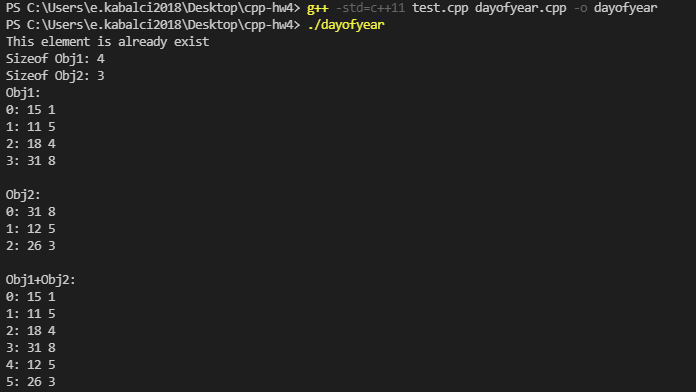 PS C:\Users\e.kabalci2018\Desktop\cpp-hw4> g++ -std=c++11 test.cpp dayofyear.cpp -o dayofyear
PS C:\Users\e.kabalci2018\Desktop\cpp-hw4> ./dayofyear
This element is already exist
Sizeof Obj1: 4
Sizeof Obj2: 3
Obj1:
0: 15 1
1: 11 5
2: 18 4
3: 31 8

Obj2:
0: 31 8
1: 12 5
2: 26 3

Obj1+Obj2:
0: 15 1
1: 11 5
2: 18 4
3: 31 8
4: 12 5
5: 26 3